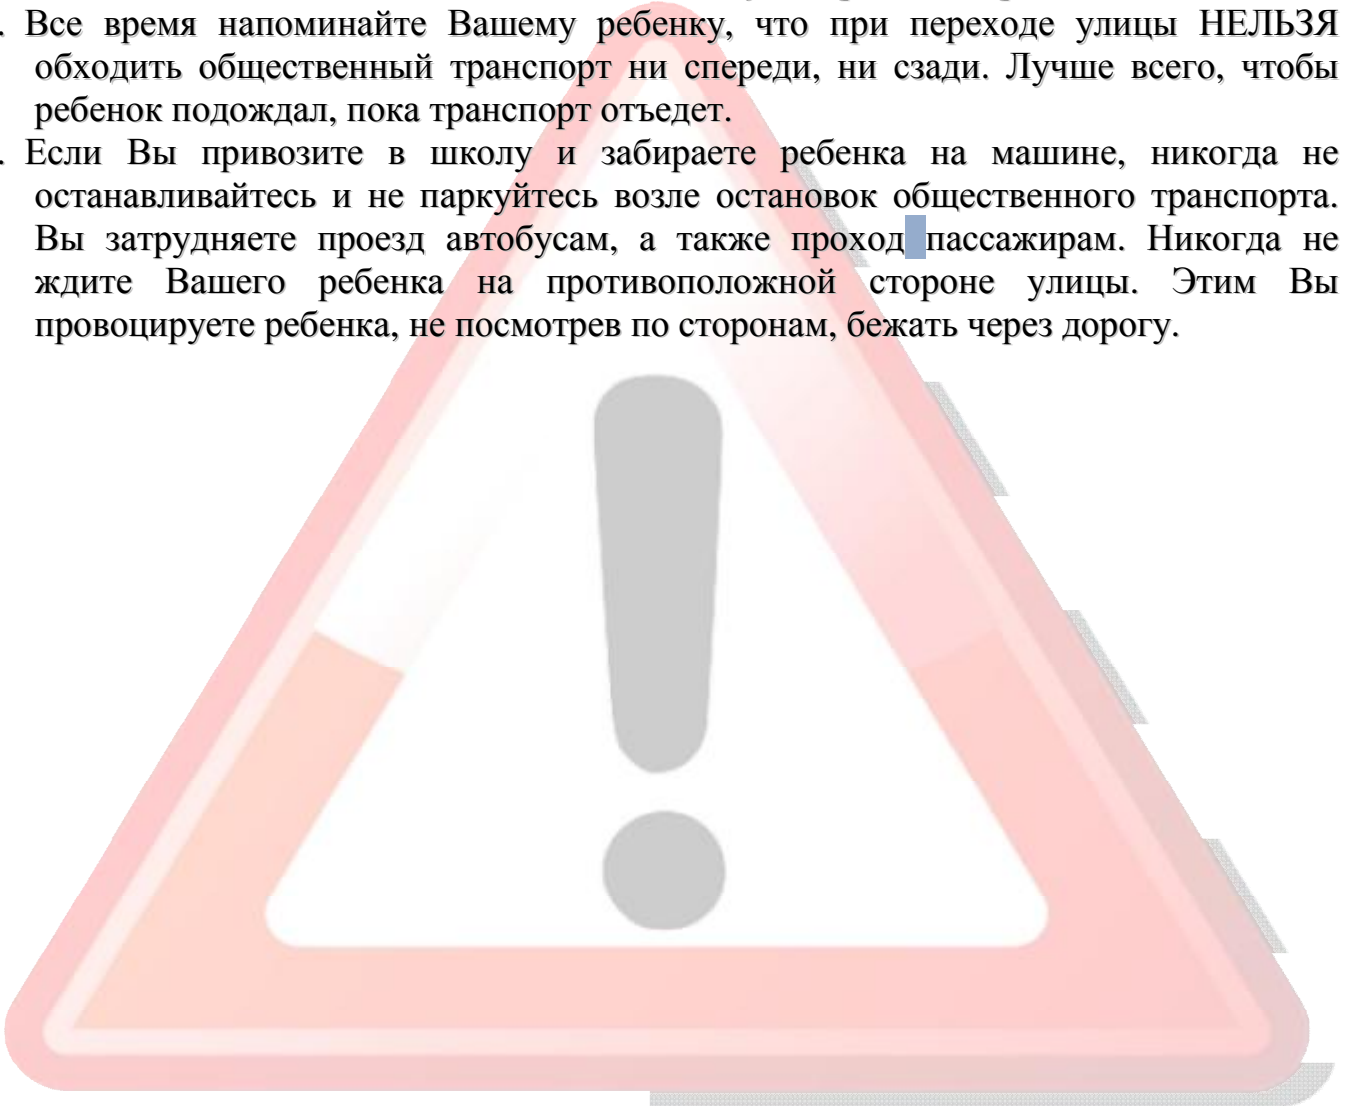 . Все время напоминайте Вашему ребенку, что при переходе улицы НЕЛЬЗЯ
обходить общественный транспорт ни спереди, ни сзади. Лучше всего, чтобы
ребенок подождал, пока транспорт отъедет.
. Если Вы привозите в школу и забираете ребенка на машине, никогда не
останавливайтесь и не паркуйтесь возле остановок общественного транспорта.
Вы затрудняете проезд автобусам, а также проход пассажирам. Никогда не
ждите Вашего ребенка на противоположной стороне улицы. Этим Вы
провоцируете ребенка, не посмотрев по сторонам, бежать через дорогу.